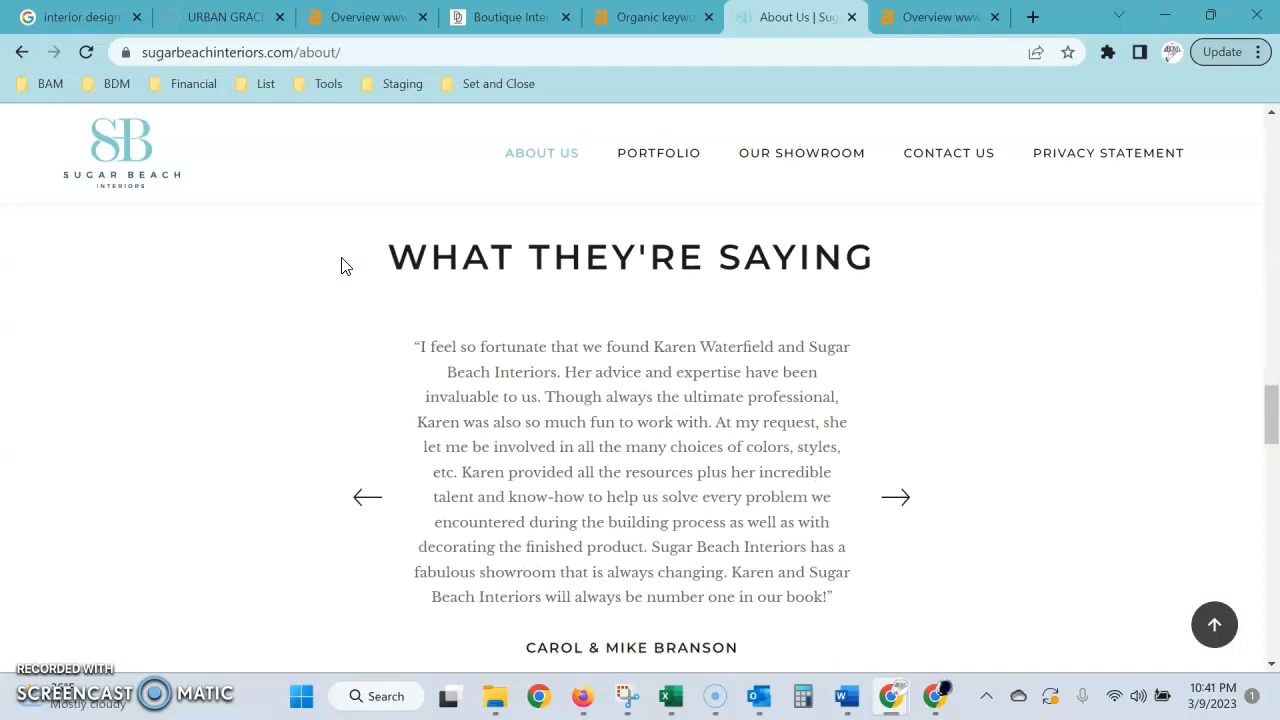 interior design
URBAN GRACI
Overview www
Boutique Inte
Organic keyw
About Us | Sug
Overview www
sugarbeachinteriors.com/about/
Update
BAM
BDM
Financial
List
Tools
Staging
Set and Close
SB
SUGAR BEACH
INTERIORS
ABOUT US
PORTFOLIO
OUR SHOWROOM
CONTACT US
PRIVACY STATEMENT
WHAT THEY'RE SAYING
“I feel so fortunate that we found Karen Waterfield and Sugar
Beach Interiors. Her advice and expertise have been
invaluable to us. Though always the ultimate professional,
Karen was also so much fun to work with. At my request, she
let me be involved in all the many choices of colors, styles,
etc. Karen provided all the resources plus her incredible
talent and know-how to help us solve every problem we
encountered during the building process as well as with
decorating the finished product. Sugar Beach Interiors has a
fabulous showroom that is always changing. Karen and Sugar
Beach Interiors will always be number one in our book!”
CAROL & MIKE BRANSON
RECORDED WITH
SCREENCAST MATIC
Mostly cloudy
Search
10:41 PM
3/9/2023
1